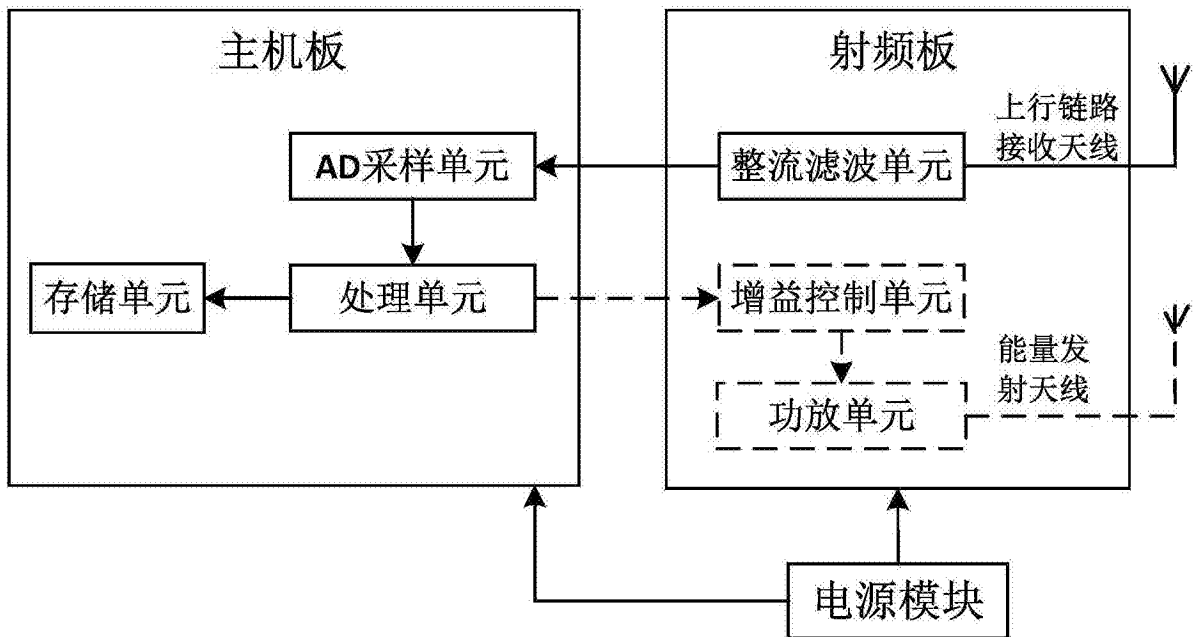 主机板
射频板
上行链路
接收天线
AD采样单元
整流滤波单元
存储单元
处理单元
增益控制单元
能量发
射天线
功放单元
电源模块